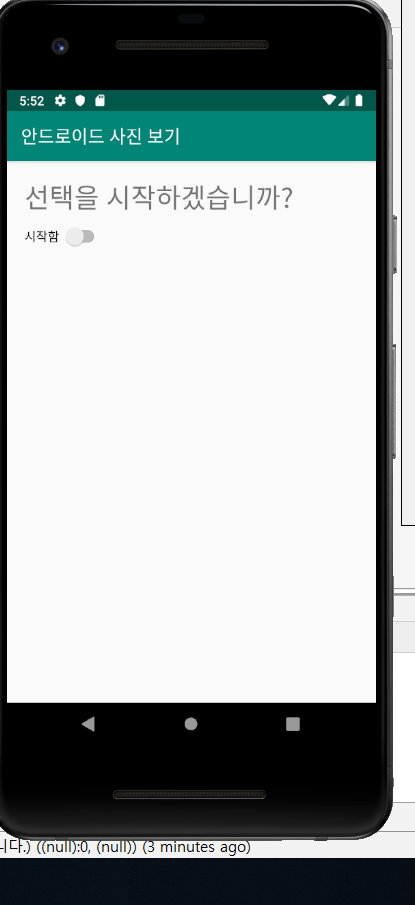 5:52
안드로이드 사진 보기
선택을 시작하겠습니까?
시작함
니다.) ((null):0, (null)) (3 minutes ago)